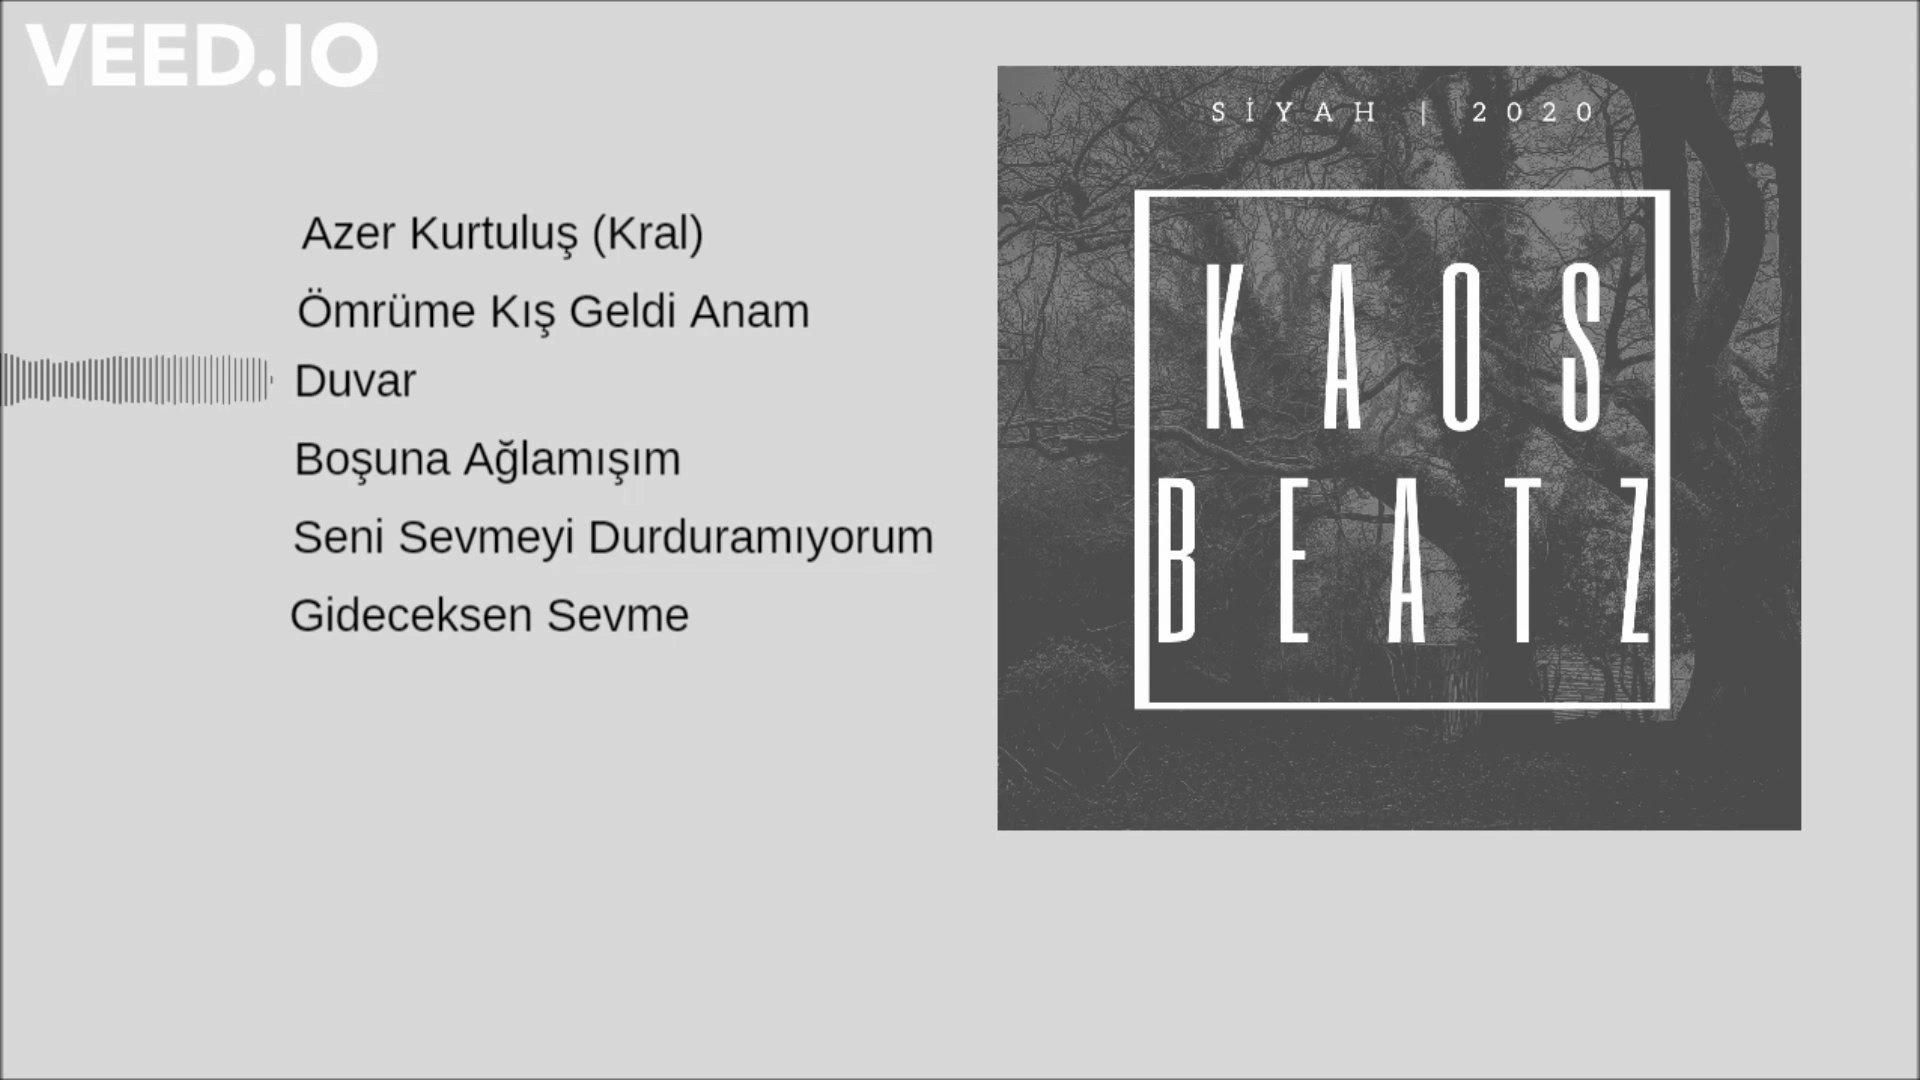 VEED.IO
Azer Kurtuluş (Kral)
Ömrüme Kış Geldi Anam
Duvar
Boşuna Ağlamışım
Seni Sevmeyi Durduramıyorum
Gideceksen Sevme
SİYAH | 2020
KAOS
BEATZ